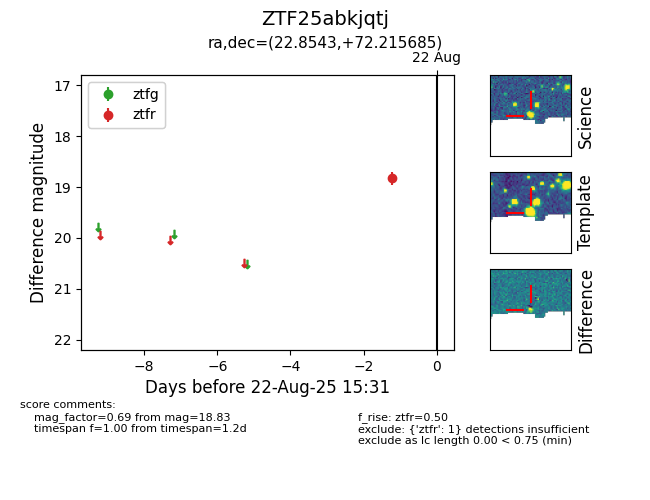 ZTF25abkjqtj
ra,dec=(22.8543,+72.215685)
22 Aug
ztfg
ztfr
17
18
19
20
21
22
Difference magnitude
−8
−6
−4
−2
0
Days before 22-Aug-25 15:31
Science
Template
Difference
score comments:
mag_factor=0.69 from mag=18.83
timespan f=1.00 from timespan=1.2d
f_rise: ztfr=0.50
exclude: {'ztfr': 1} detections insufficient
exclude as lc length 0.00 < 0.75 (min)